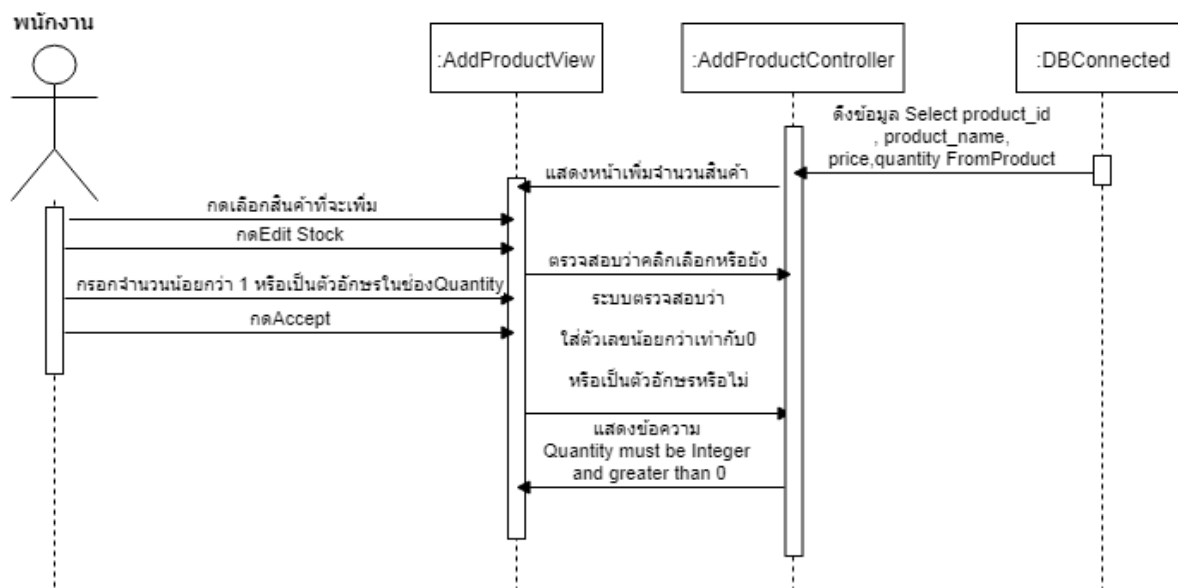 พนักงาน
:AddProductView
:AddProductController
:DBConnected
ดึงข้อมูล Select product_id
, product_name,
price,quantity FromProduct
แสดงหน้าเพิ่มจำนวนสินค้า
กดเลือกสินค้าที่จะเพิ่ม
กดEdit Stock
ตรวจสอบว่าคลิกเลือกหรือยัง
กรอกจำนวนน้อยกว่า 1 หรือเป็นตัวอักษรในช่องQuantity
ระบบตรวจสอบว่า
กดAccept
ใส่ตัวเลขน้อยกว่าเท่ากับ0
หรือเป็นตัวอักษรหรือไม่
แสดงข้อความ
Quantity must be Integer
and greater than 0